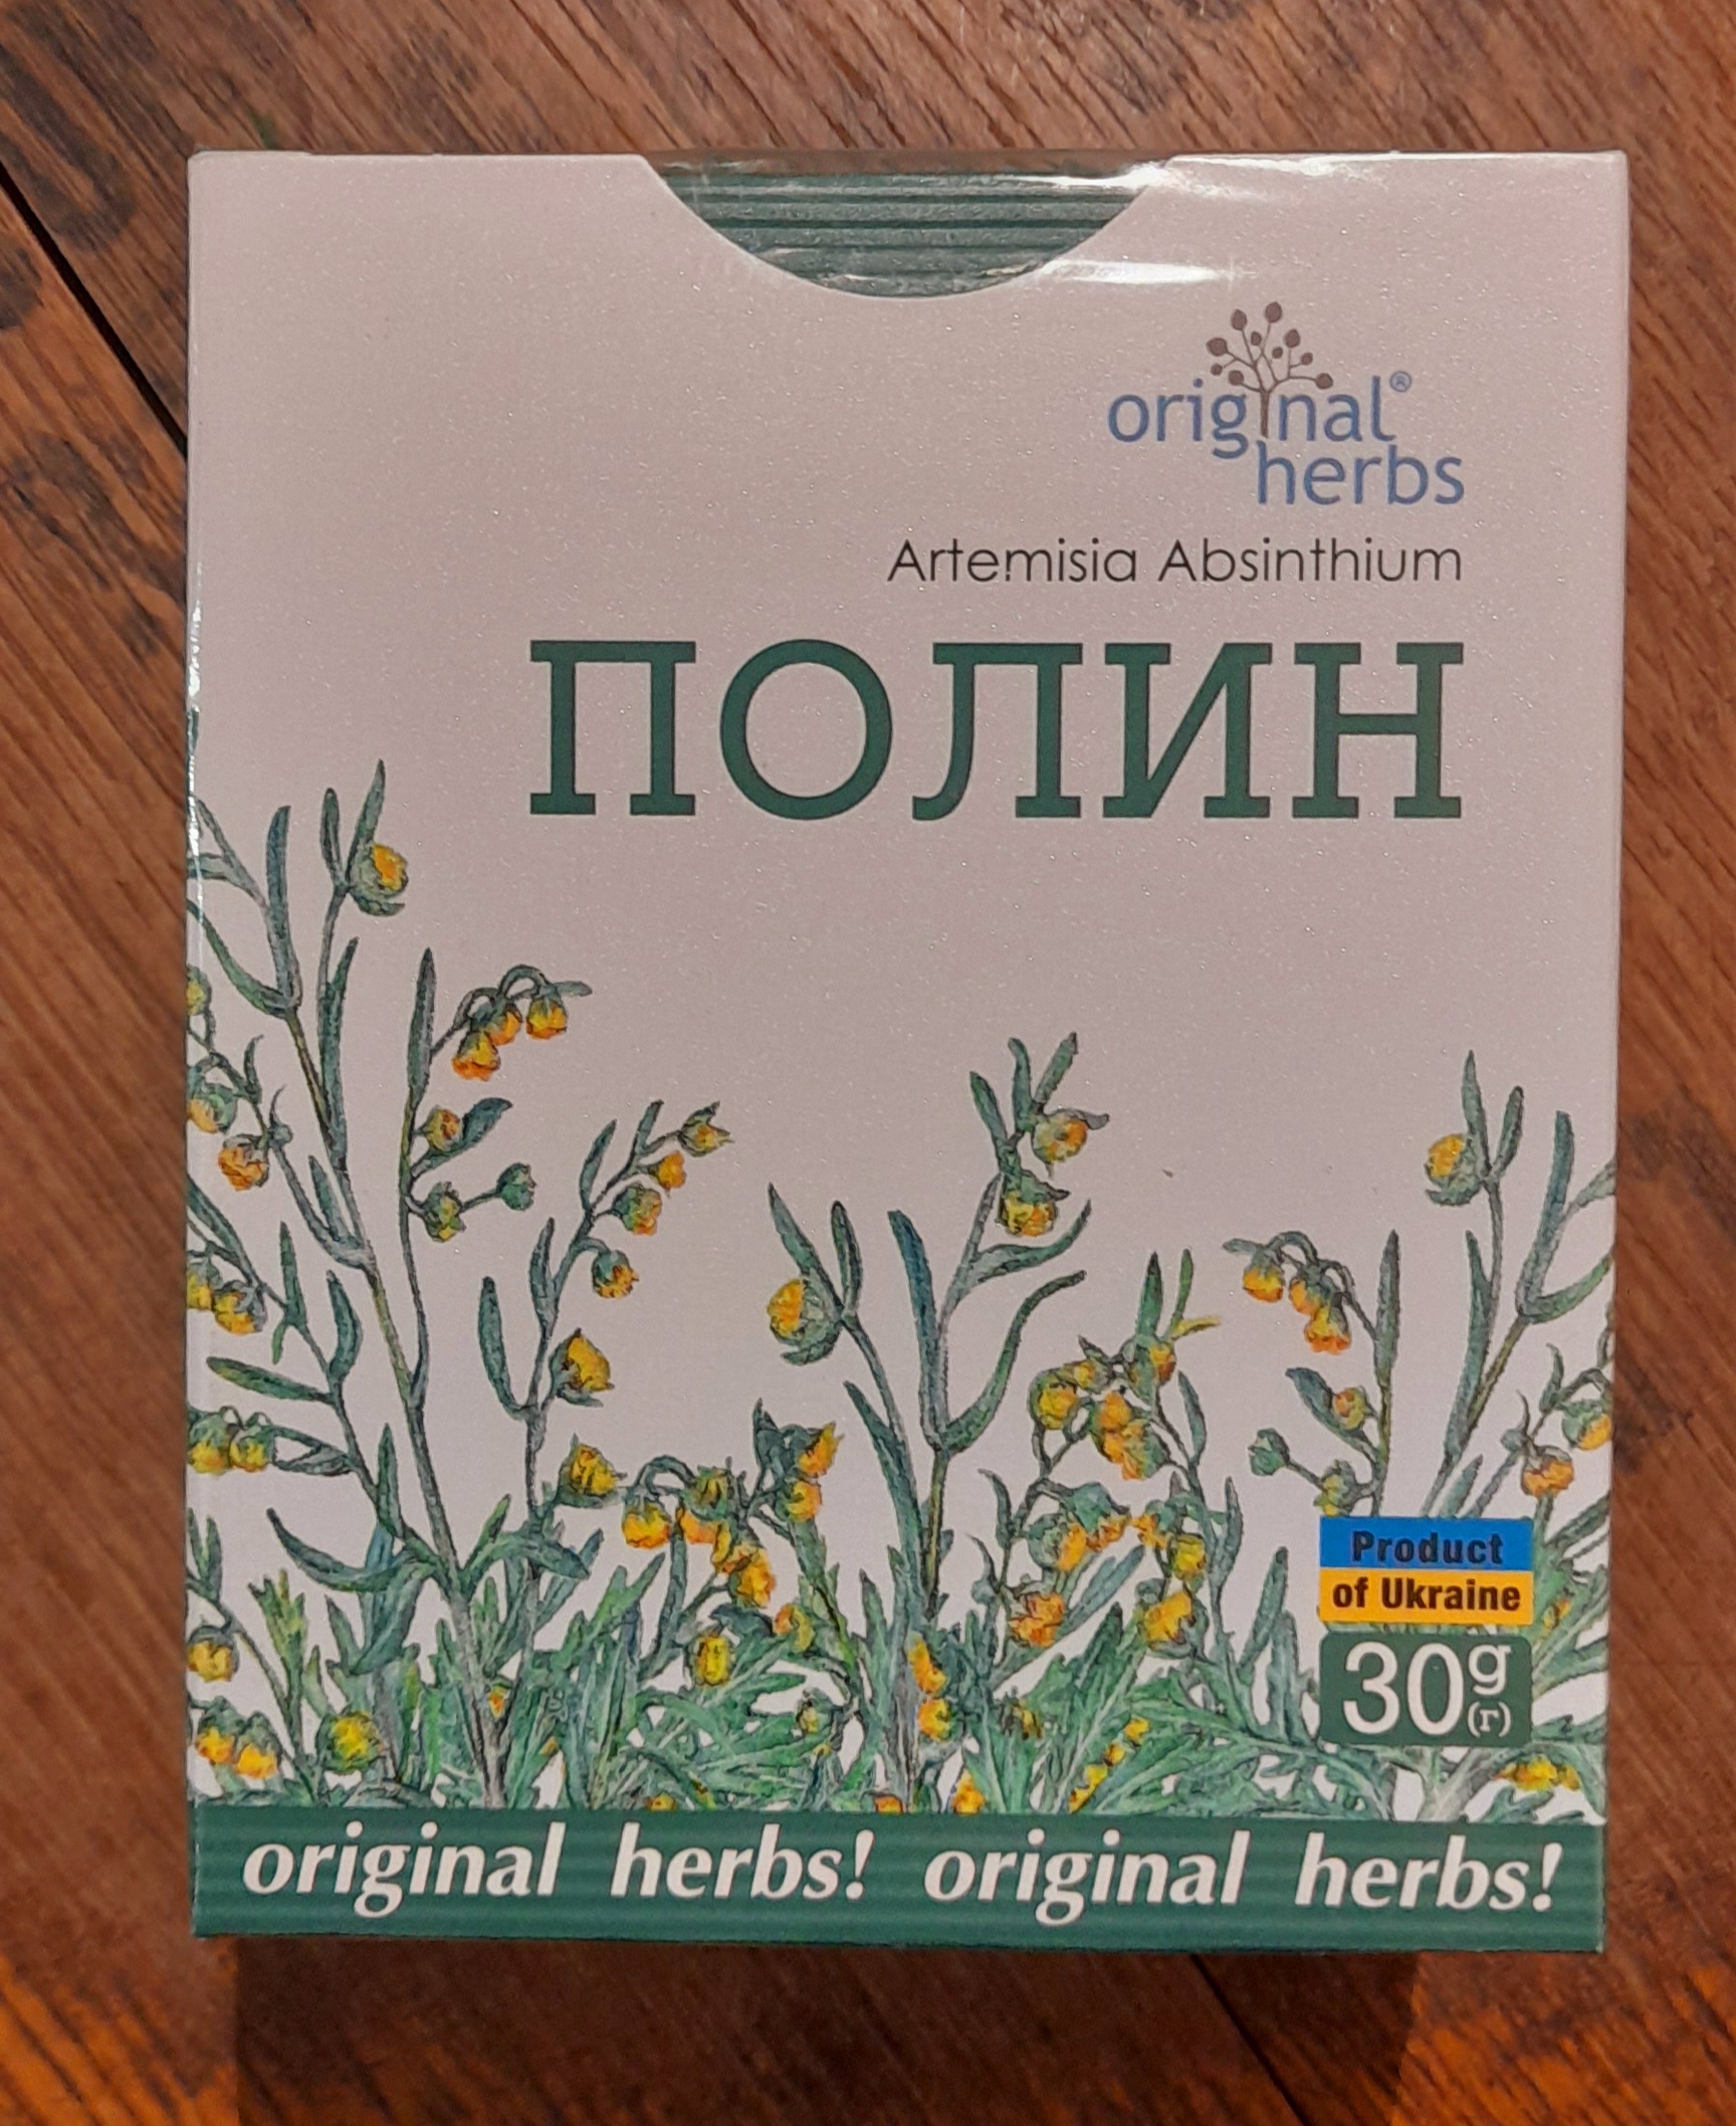 original®
herbs
Artemisia Absinthium
ПОЛИН
Product
of Ukraine
30g
(г)
original herbs! original herbs!